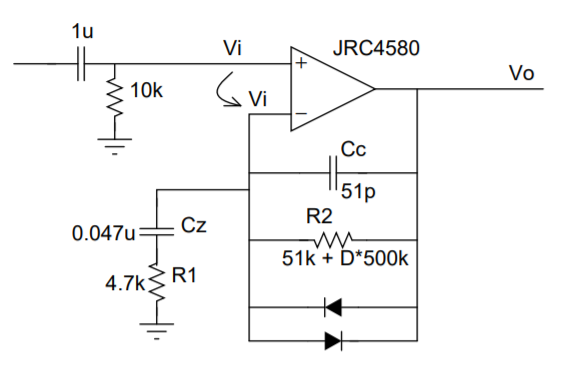 1u
Vi
JRC4580
+
Vo
10k
Vi
−
Cc
51p
R2
0.047u
Cz
51k + D*500k
4.7k
R1